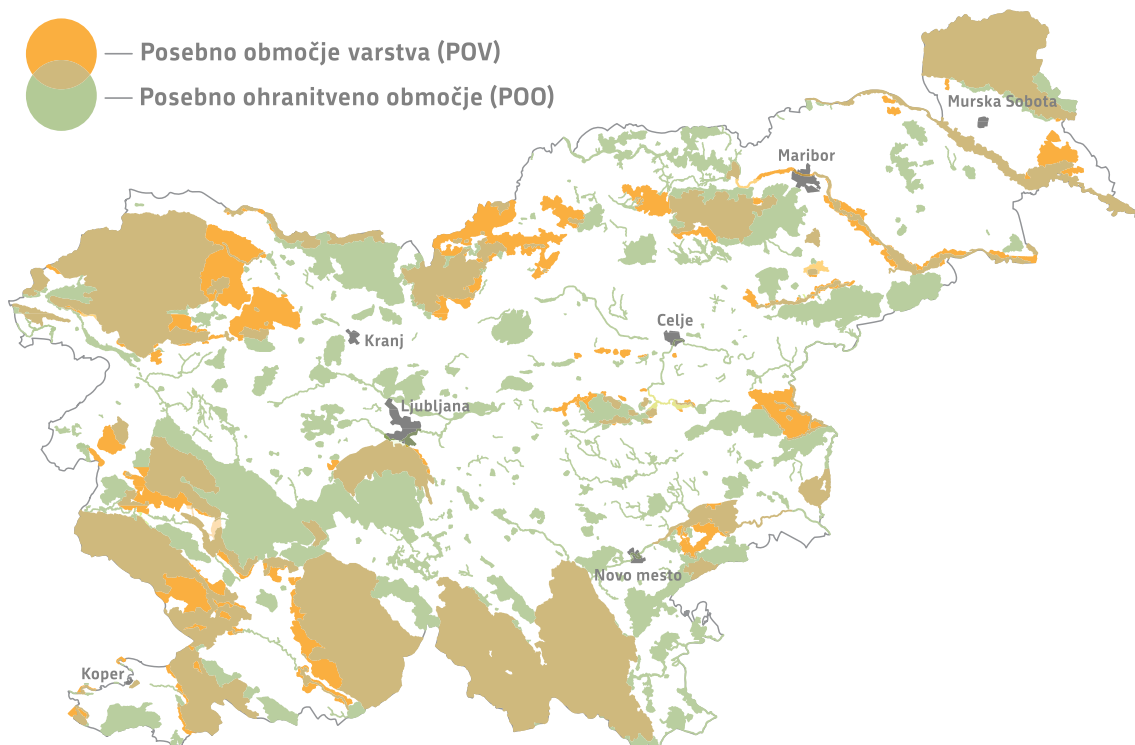 Posebno območje varstva (POV)
Posebno ohranitveno območje (POO)
Murska Sobota
Maribor
Celje
Kranj
Ljubljana
Novo mesto
Koper